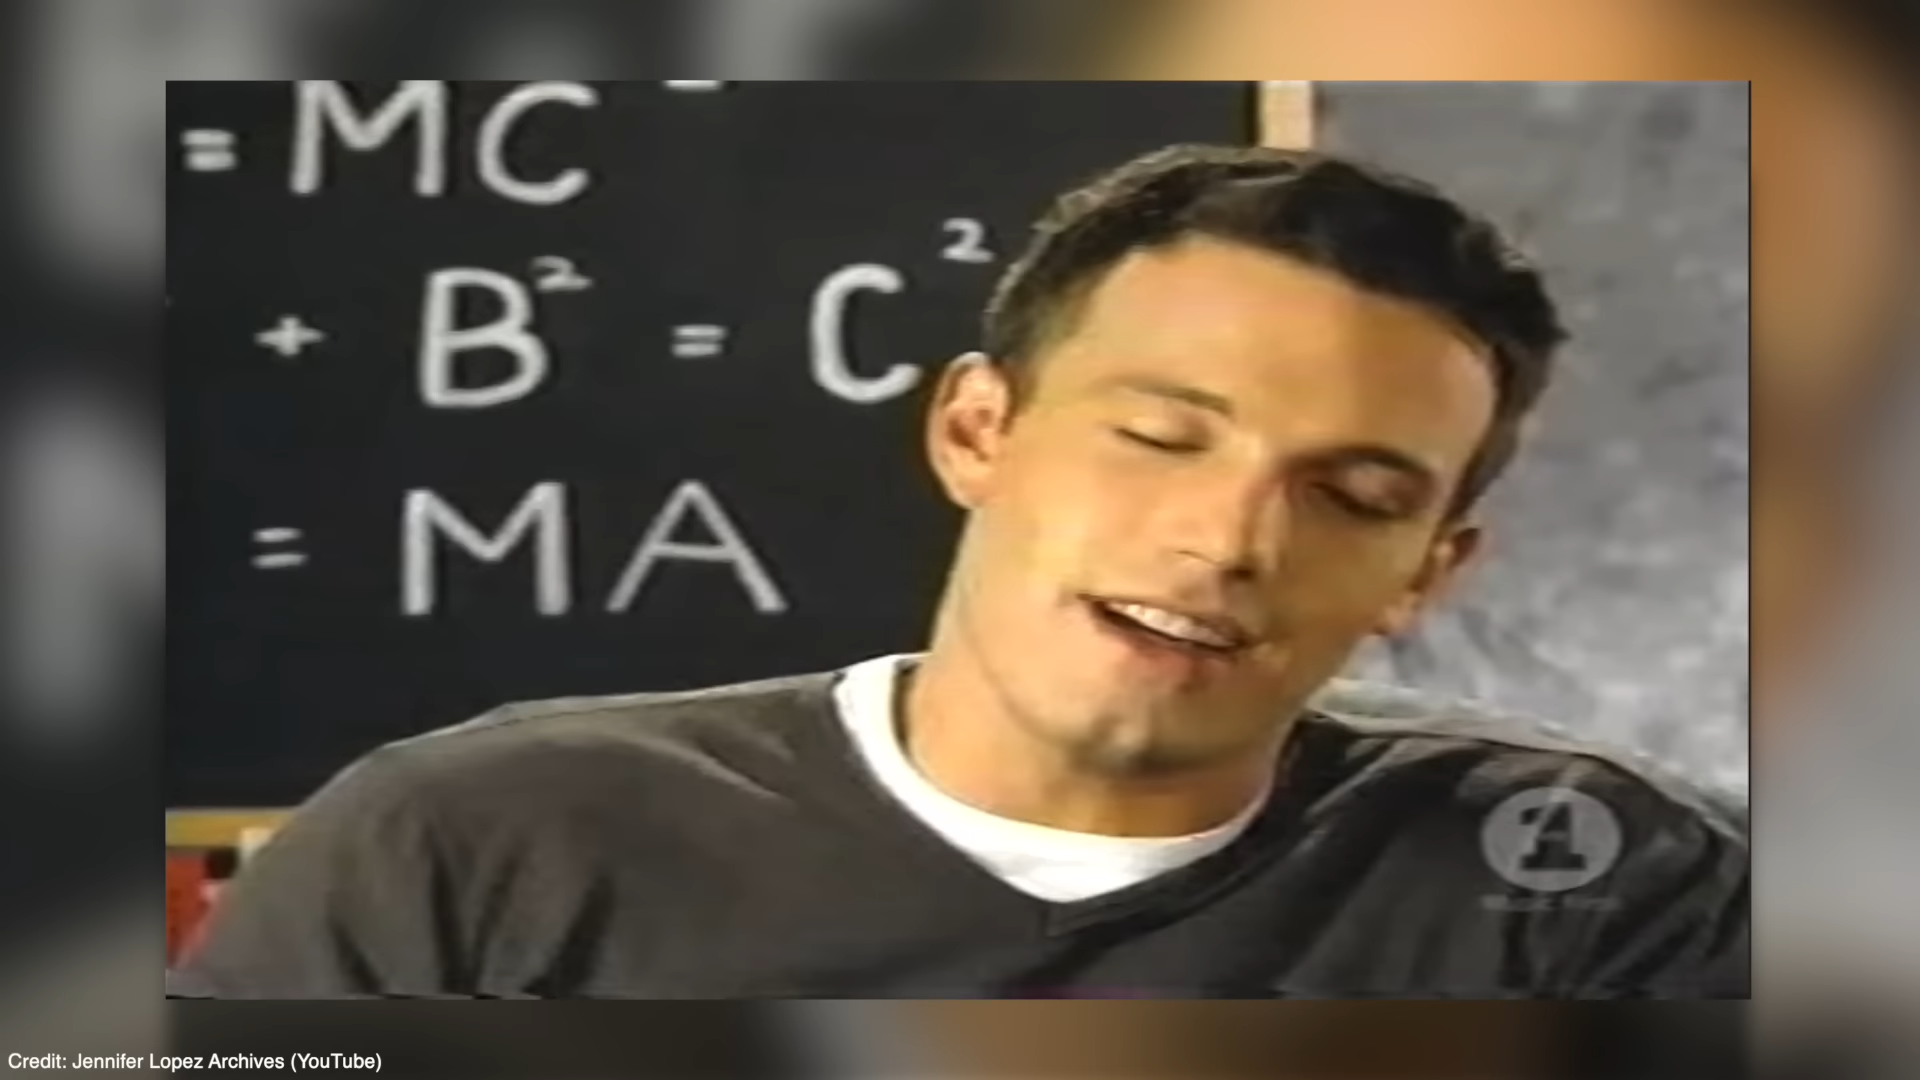 = MC
+ B² = C²
= MA
Credit: Jennifer Lopez Archives (YouTube)